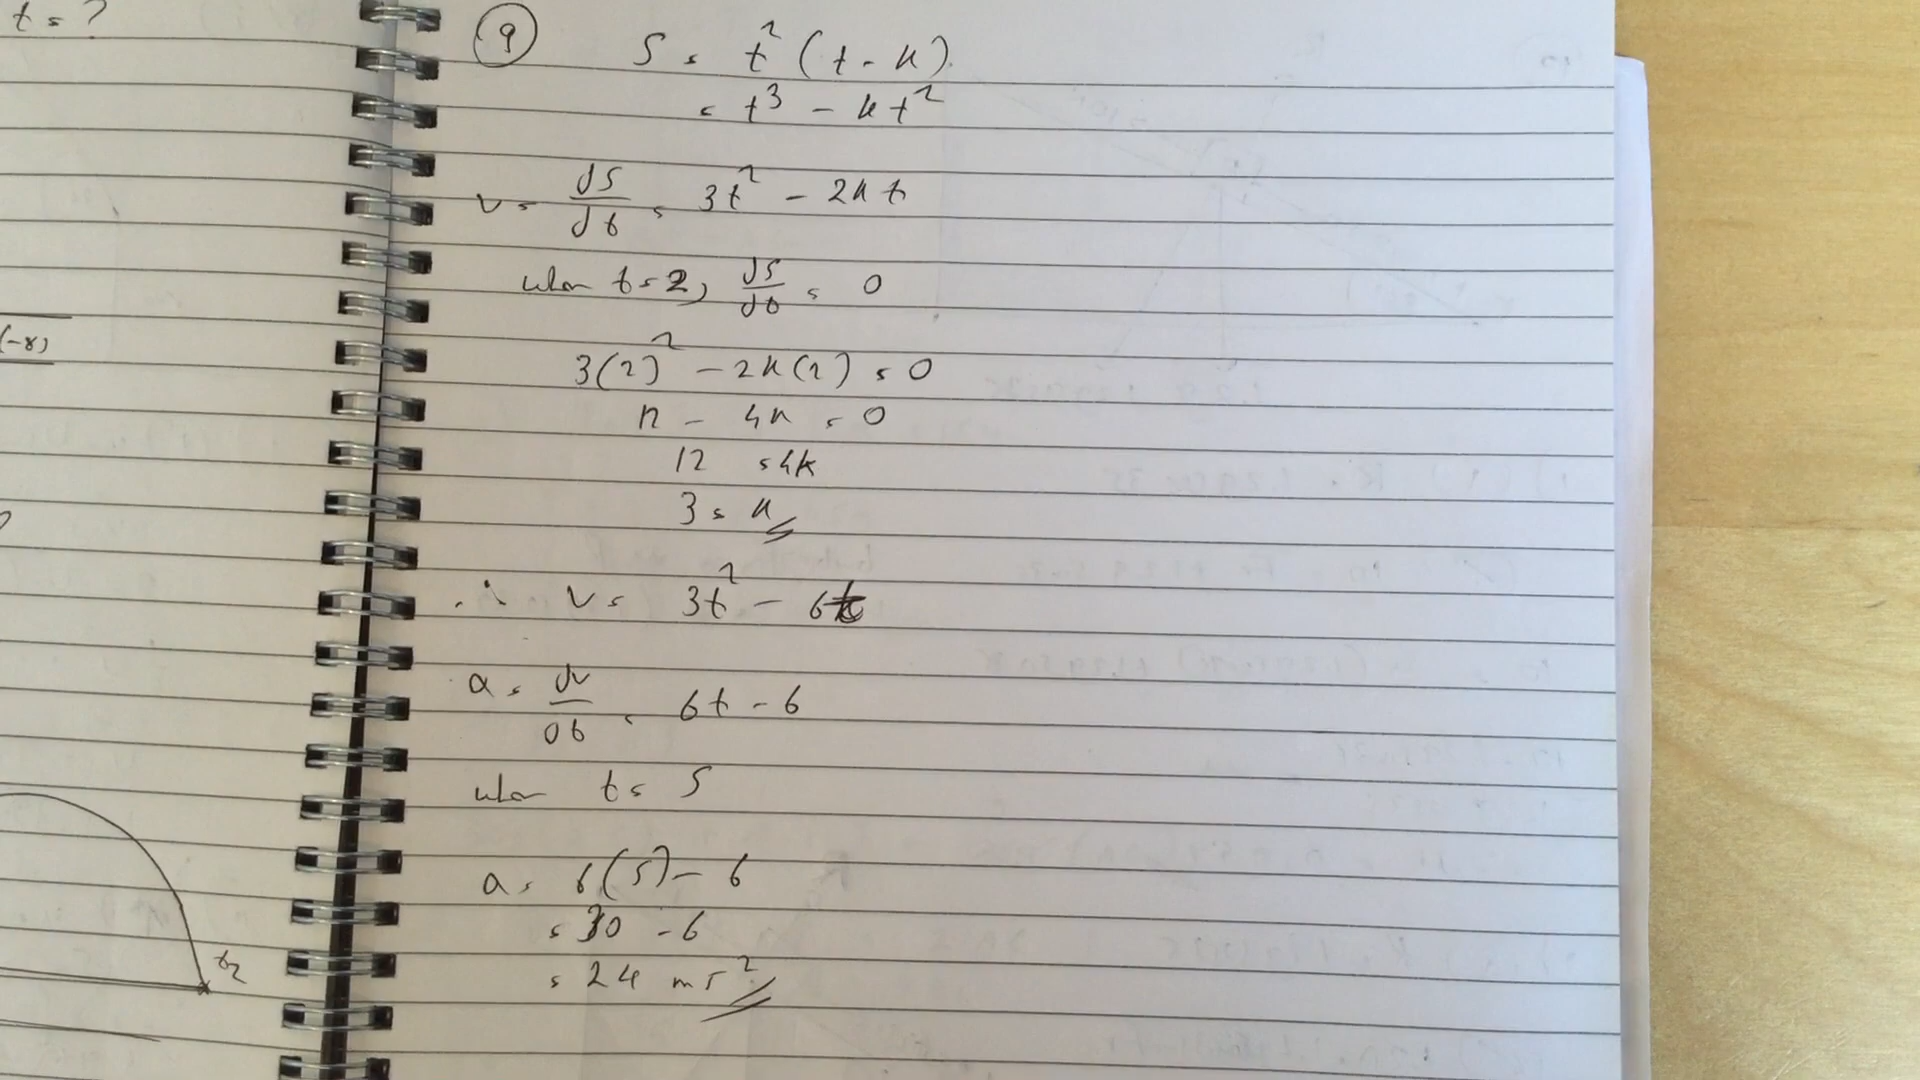 t = ?
(-8)
t2
9
S = t² (t - k)
= t³ - kt²
v = ds/dt = 3t² - 2kt
when t = 2, ds/dt = 0
3(2)² - 2k(2) = 0
12 - 4k = 0
12 = 4k
3 = k
∴ v = 3t² - 6t
a = dv/dt = 6t - 6
when t = 5
a = 6(5) - 6
= 30 - 6
= 24 ms²